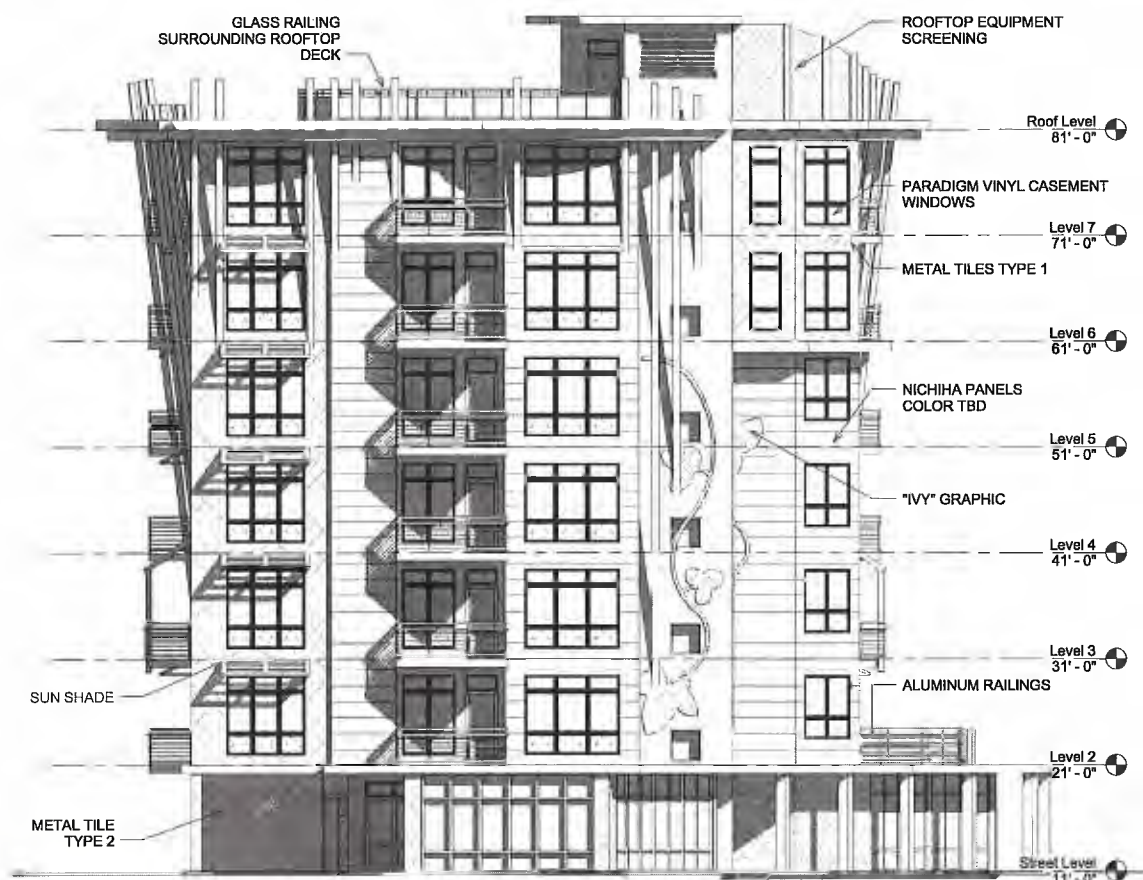 GLASS RAILING
SURROUNDING ROOFTOP
DECK
ROOFTOP EQUIPMENT
SCREENING
Roof Level
81' - 0"
PARADIGM VINYL CASEMENT
WINDOWS
Level 7
71' - 0"
METAL TILES TYPE 1
Level 6
61' - 0"
NICHIHA PANELS
COLOR TBD
Level 5
51' - 0"
"IVY" GRAPHIC
Level 4
41' - 0"
Level 3
31' - 0"
SUN SHADE
ALUMINUM RAILINGS
Level 2
21' - 0"
METAL TILE
TYPE 2
Street Level
11' - 0"